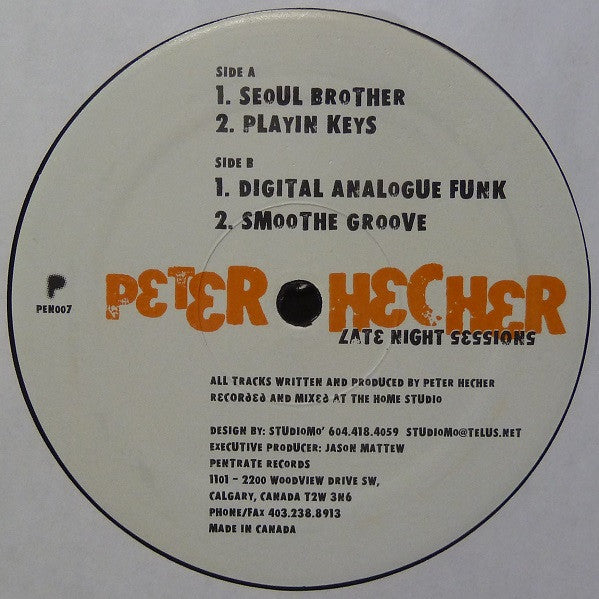 SIDE A
1. SEOUL BROTHER
2. PLAYIN KEYS
SIDE B
1. DIGITAL ANALOGUE FUNK
2. SMOOTHE GROOVE
P
PEN007
PETER HECHER
LATE NIGHT SESSIONS
ALL TRACKS WRITTEN AND PRODUCED BY PETER HECHER
RECORDED AND MIXED AT THE HOME STUDIO
DESIGN BY: STUDIOMO' 604.418.4059 STUDIOMO@TELUS.NET
EXECUTIVE PRODUCER: JASON MATTEW
PENTRATE RECORDS
1101 - 2200 WOODVIEW DRIVE SW,
CALGARY, CANADA T2W 3N6
PHONE/FAX 403.238.8913
MADE IN CANADA